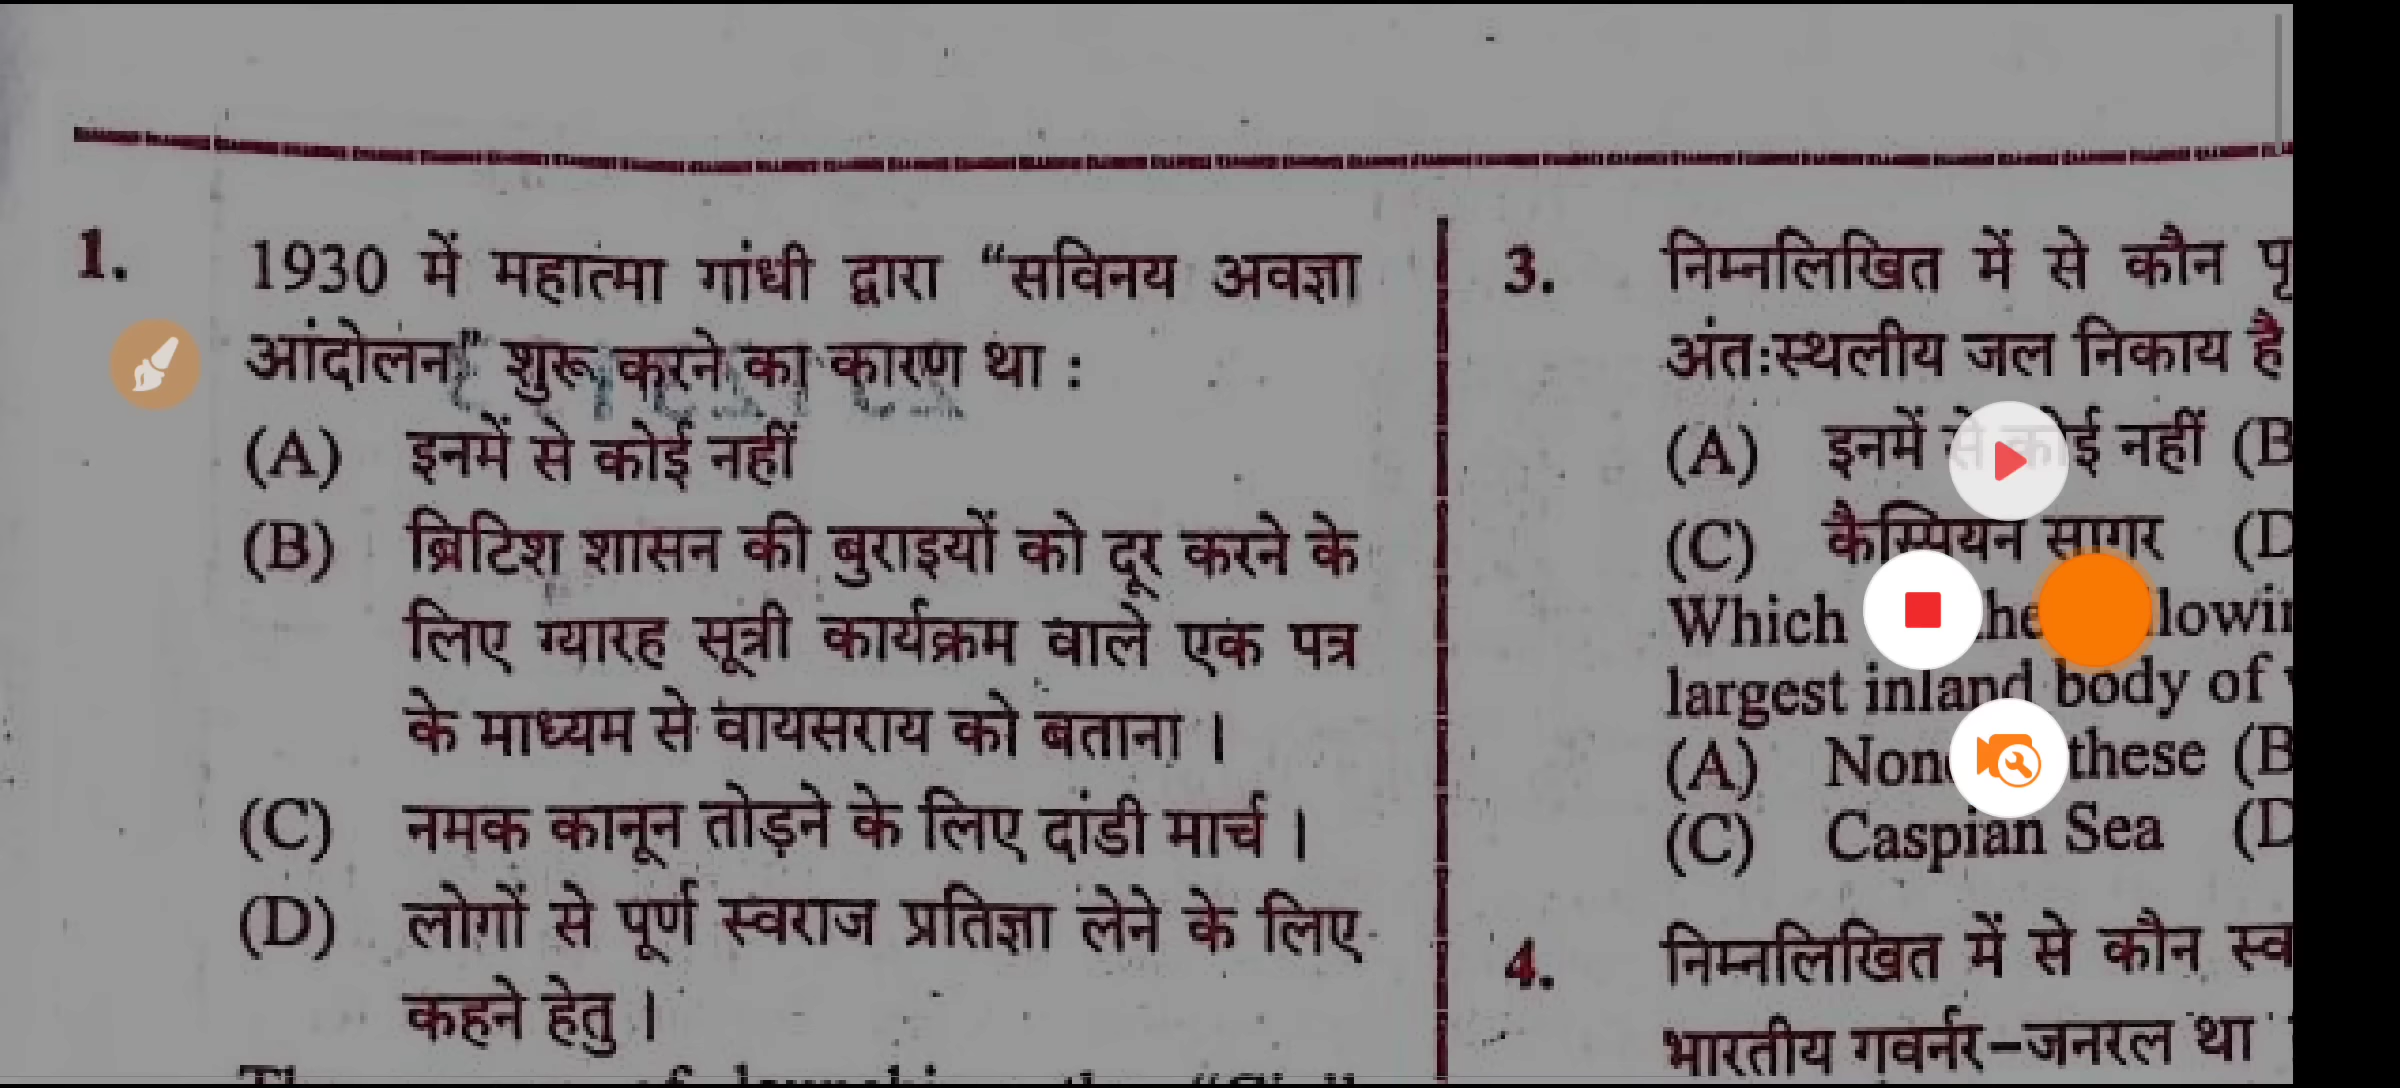 1. 1930 में महात्मा गांधी द्वारा “सविनय अवज्ञा
आंदोलन” शुरू करने का कारण था :
(A) इनमें से कोई नहीं
(B) ब्रिटिश शासन की बुराइयों को दूर करने के
लिए ग्यारह सूत्री कार्यक्रम वाले एक पत्र
के माध्यम से वायसराय को बताना ।
(C) नमक कानून तोड़ने के लिए दांडी मार्च ।
(D) लोगों से पूर्ण स्वराज प्रतिज्ञा लेने के लिए
कहने हेतु ।
3. निम्नलिखित में से कौन
अंतःस्थलीय जल निकाय है
(A) इनमें से कोई नहीं (B
(C) कैस्पियन सागर (D
Which
largest inland body of
(A) these (B
(C) Caspian Sea (D
4. निम्नलिखित में से कौन
भारतीय गवर्नर–जनरल था